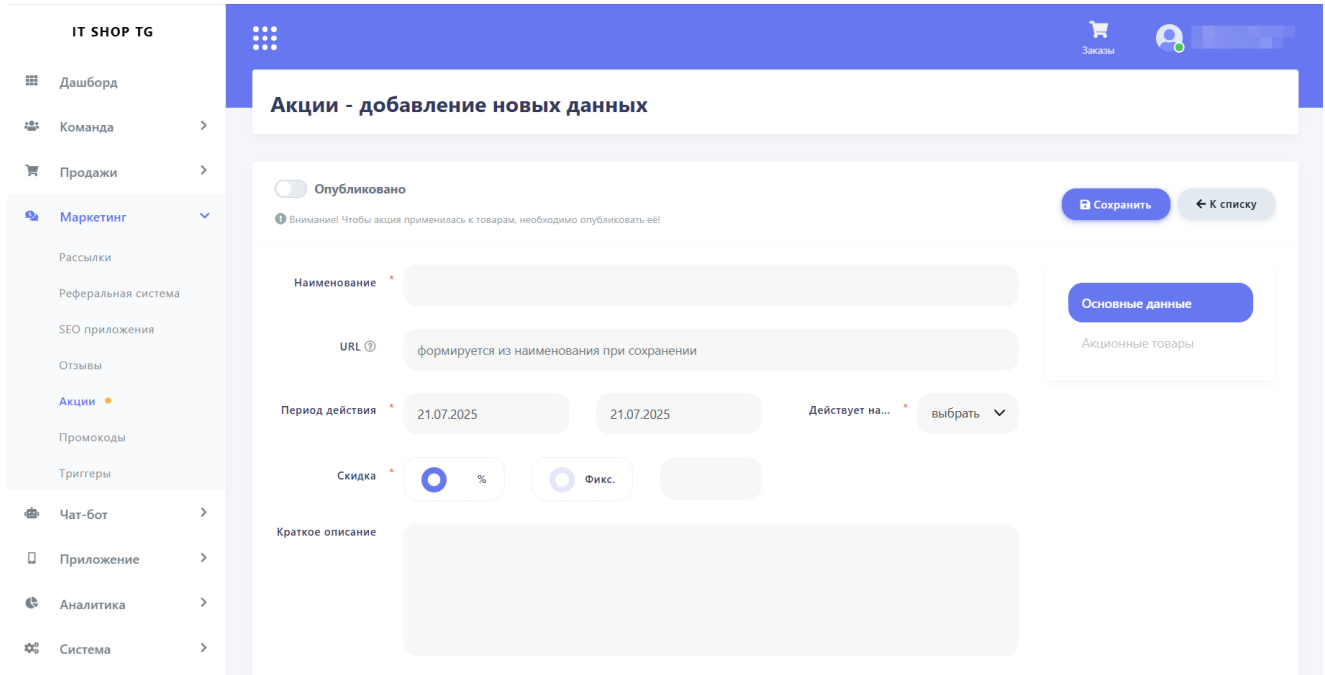 IT SHOP TG
Заказы
Дашборд
Команда
Продажи
Маркетинг
Рассылки
Реферальная система
SEO приложения
Отзывы
Акции
Промокоды
Триггеры
Чат-бот
Приложение
Аналитика
Система
Акции - добавление новых данных
Опубликовано
Внимание! Чтобы акция применилась к товарам, необходимо опубликовать её!
Сохранить
К списку
Наименование *
URL
формируется из наименования при сохранении
Период действия * 21.07.2025 21.07.2025 Действует на... * выбрать
Скидка * % Фикс.
Краткое описание
Основные данные
Акционные товары